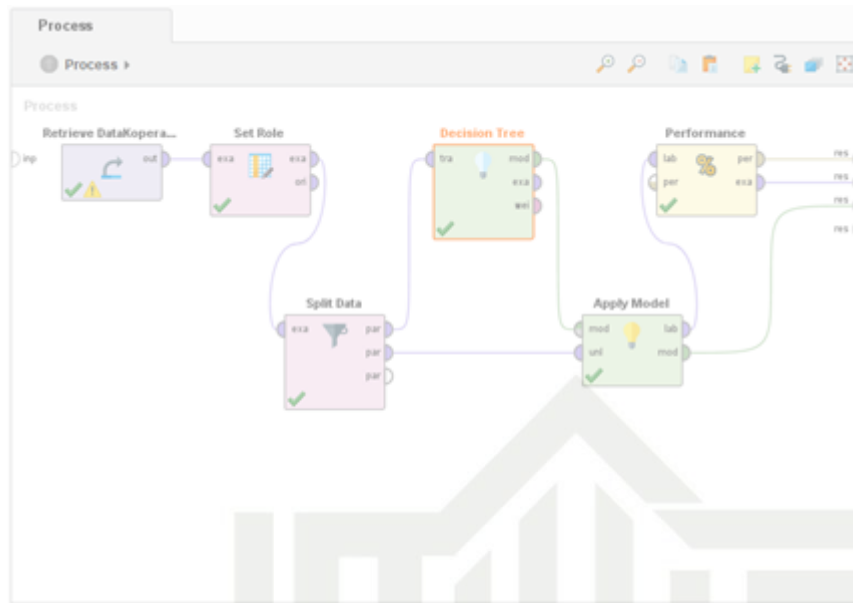 Process
Process
Process
Retrieve DataKopera...
Set Role
Decision Tree
Performance
inp
out
exa
exa
ori
tra
mod
exa
wei
lab
per
per
exa
res
res
res
res
Split Data
Apply Model
exa
par
par
par
mod
unl
lab
mod